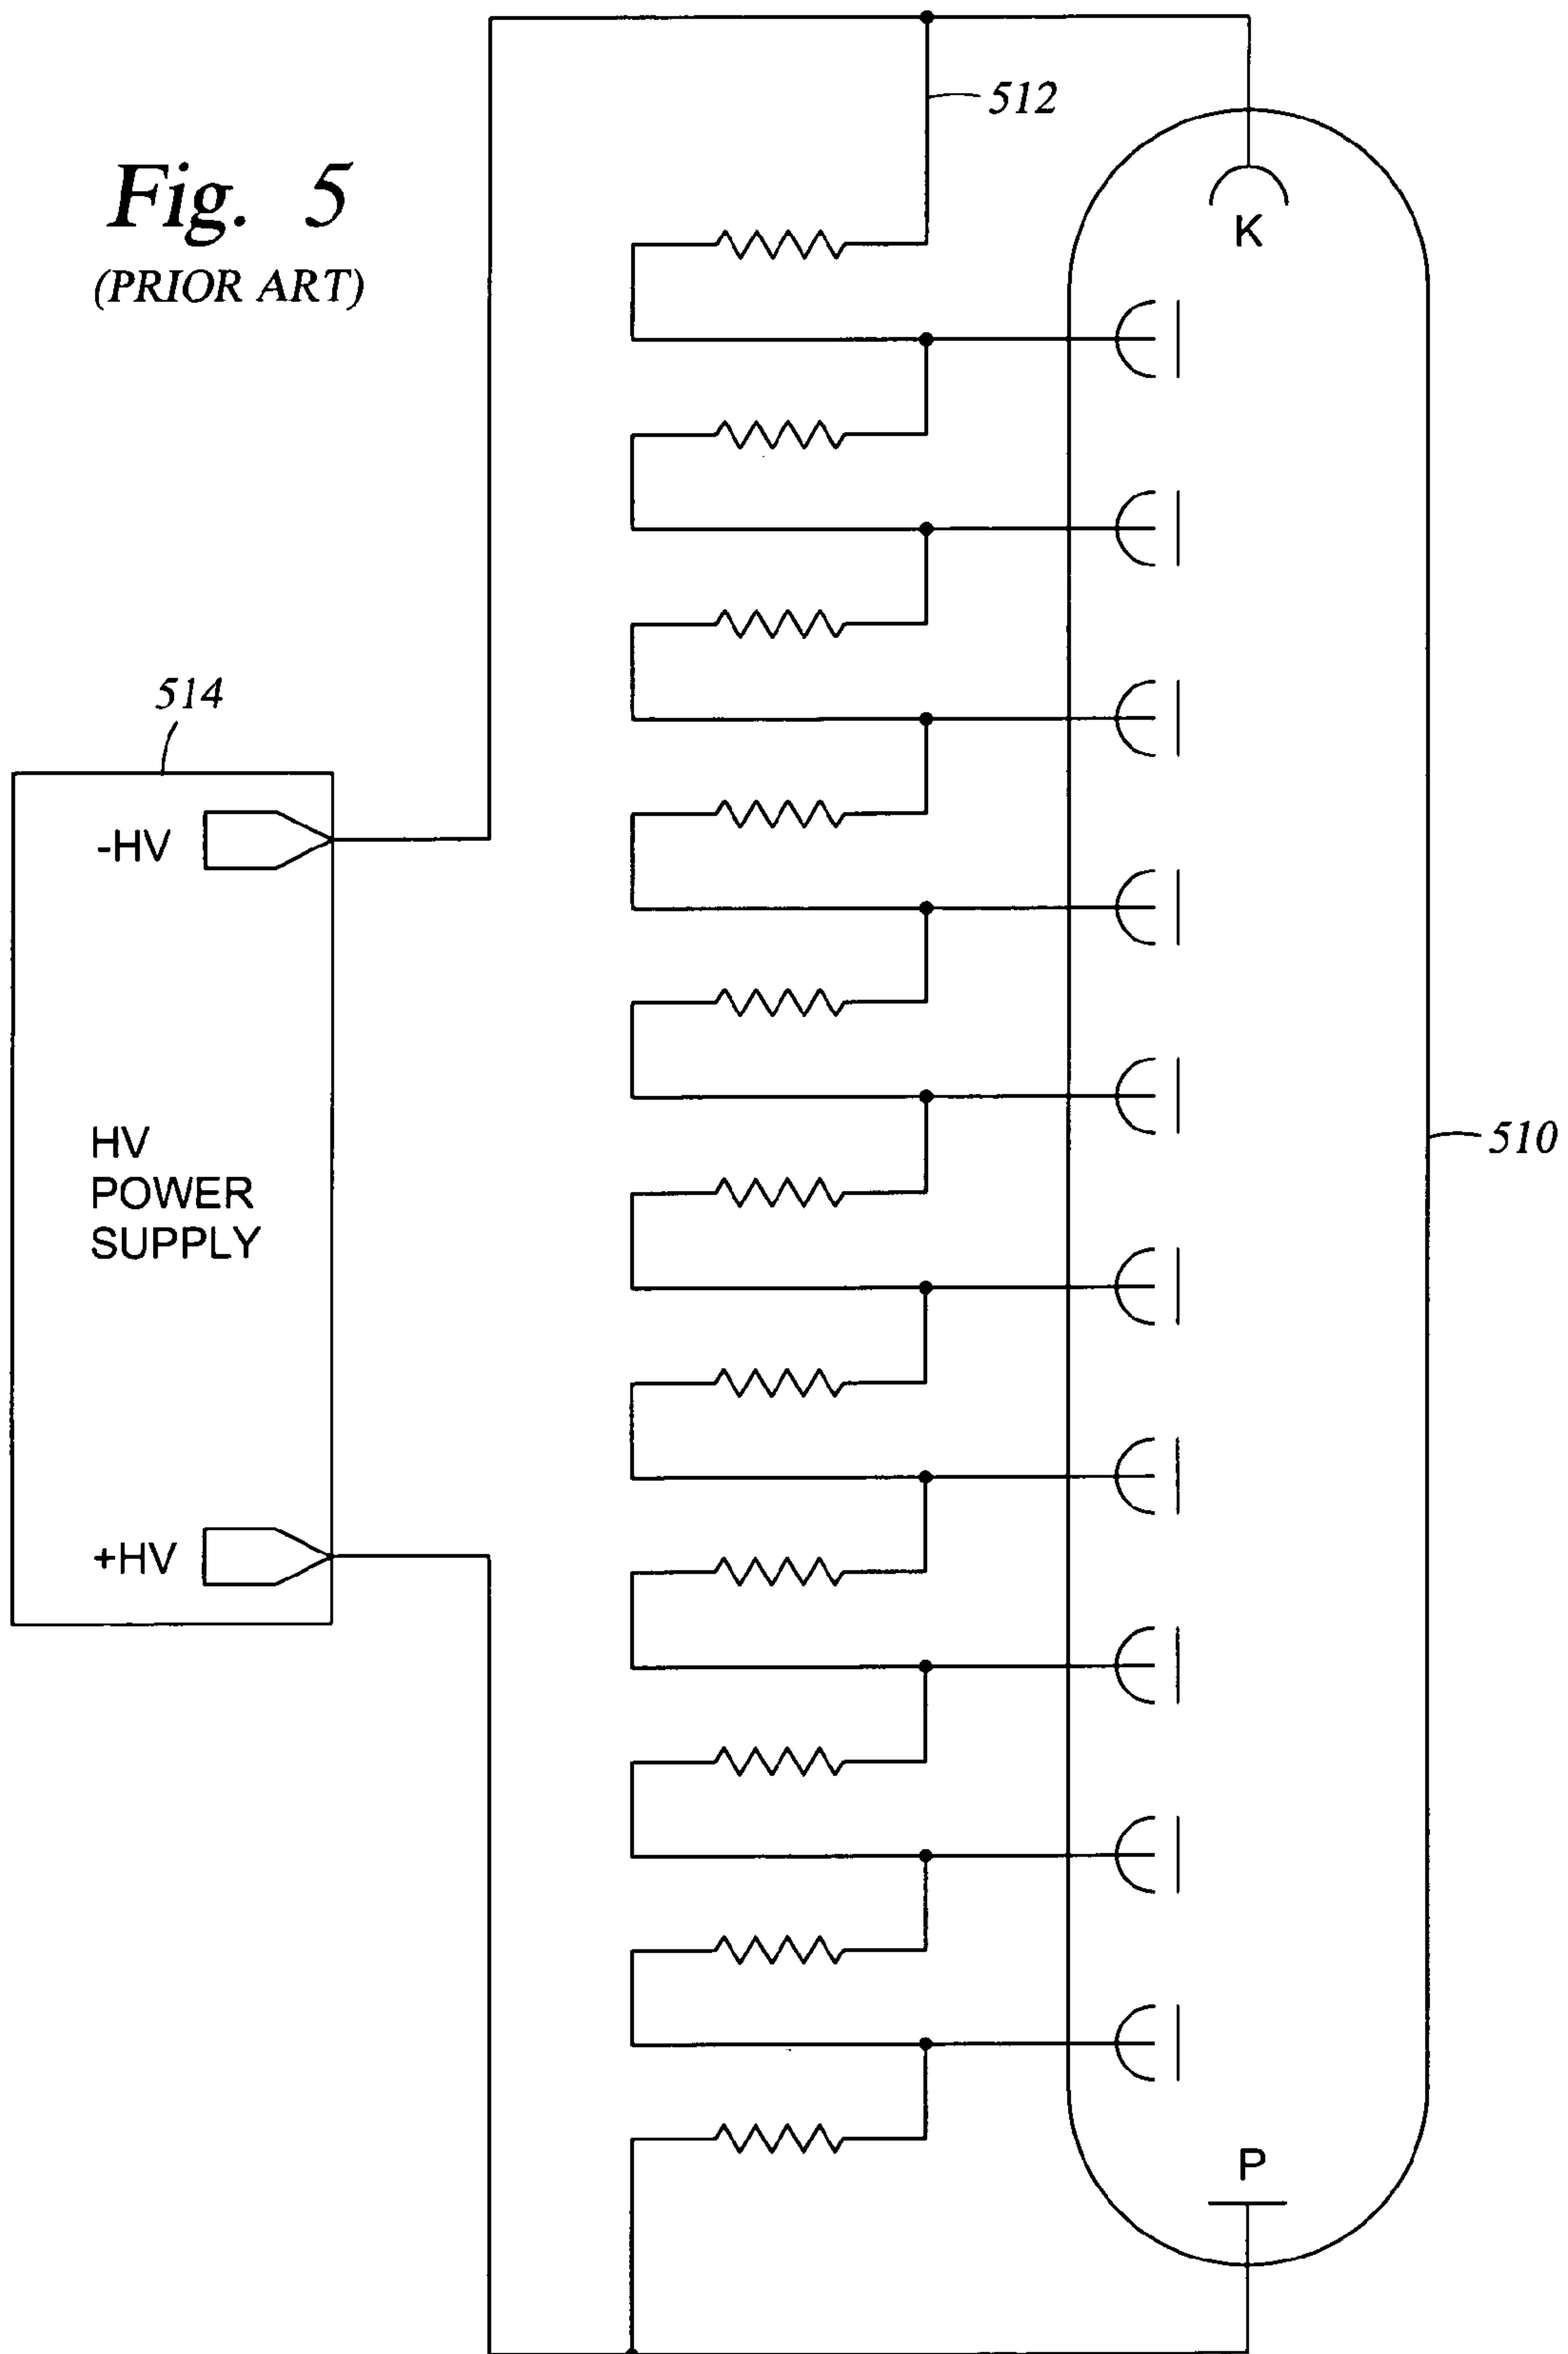 512
Fig. 5
(PRIOR ART)
K
514
-HV
HV
POWER
SUPPLY
510
+HV
P